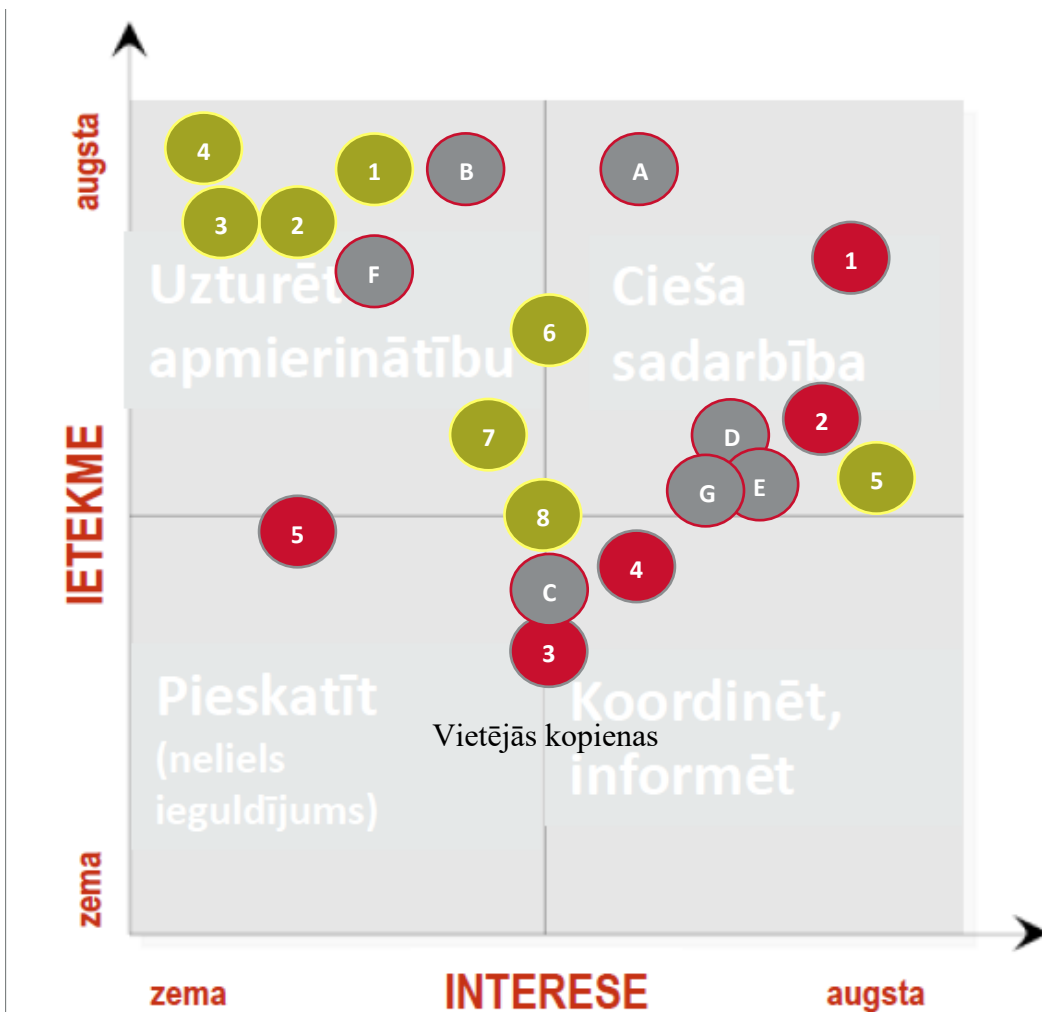 augsta
4
1
B
A
3
2
1
F
Uzturēt
apmierinātību
Cieša
sadarbība
6
7
D
2
G
E
5
IETEKME
8
5
4
C
3
Pieskatīt
(neliels
ieguldījums)
Koordinēt,
informēt
Vietējās kopienas
zema
zema
INTERESE
augsta